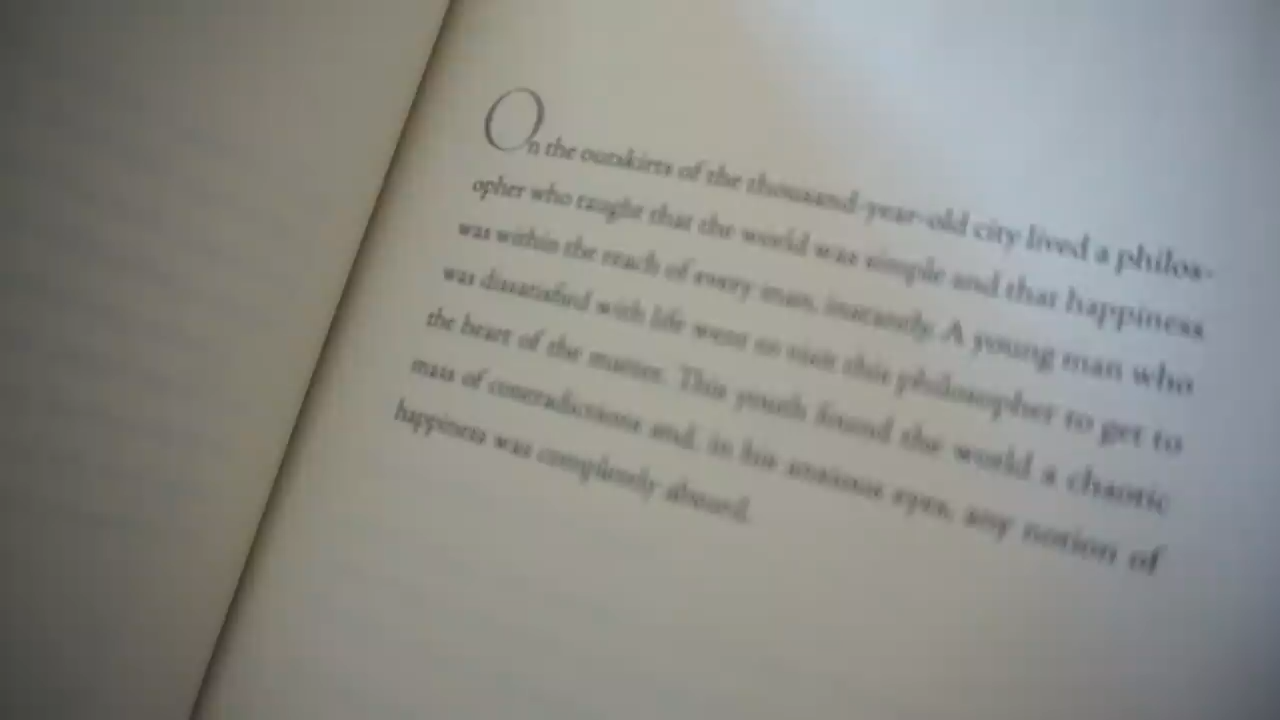 On the outskirts of the thousand-year-old city lived a philos-
opher who taught that the world was simple and that happiness
was within the reach of every man, instantly. A young man who
was dissatisfied with life went to visit this philosopher to get to
the heart of the matter. This youth found the world a chaotic
mass of contradictions and, in his anxious eyes, any notion of
happiness was completely absurd.